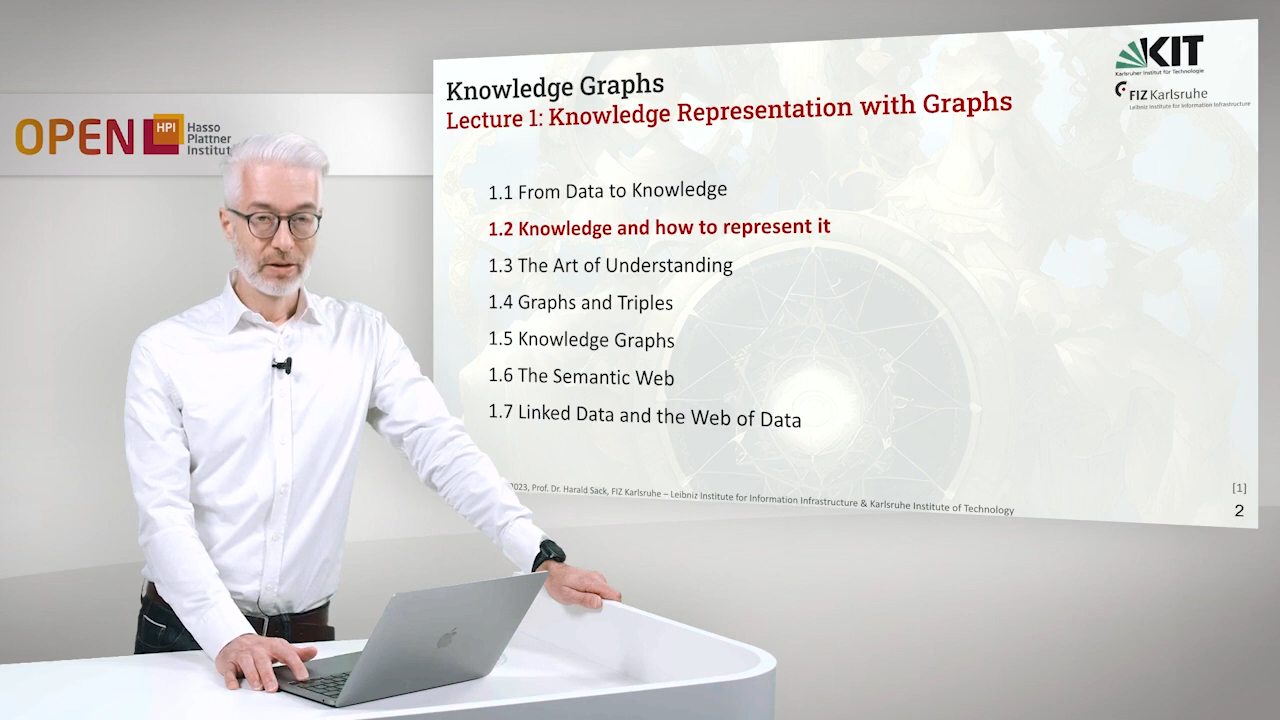 OPEN
HPI
Hasso
Plattner
Institut
Knowledge Graphs
Lecture 1: Knowledge Representation with Graphs
KIT
Karlsruher Institut für Technologie
FIZ Karlsruhe
Leibniz Institute for Information Infrastructure
1.1 From Data to Knowledge
1.2 Knowledge and how to represent it
1.3 The Art of Understanding
1.4 Graphs and Triples
1.5 Knowledge Graphs
1.6 The Semantic Web
1.7 Linked Data and the Web of Data
2023, Prof. Dr. Harald Sack, FIZ Karlsruhe – Leibniz Institute for Information Infrastructure & Karlsruhe Institute of Technology
[1]
2